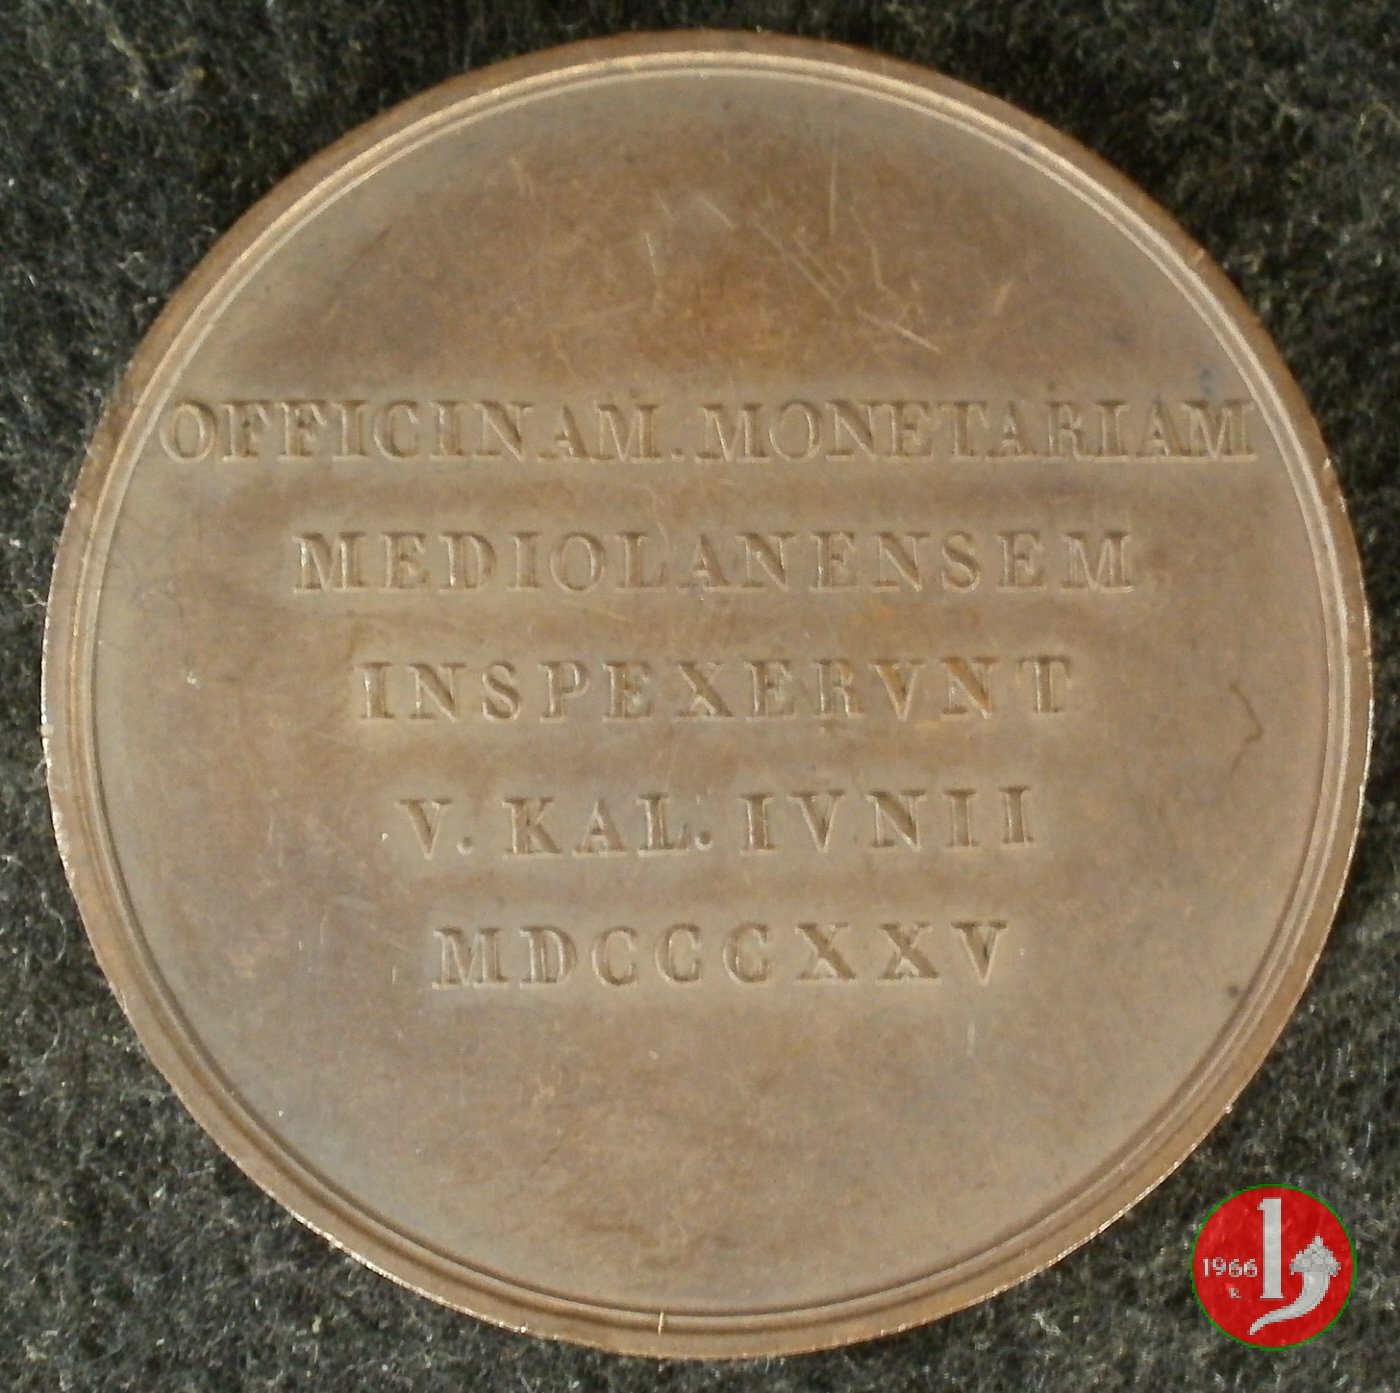 OFFICINAM. MONETARIAM
MEDIOLANENSEM
INSPEXERVNT
V. KAL. IVNII
MDCCCXXV
1966